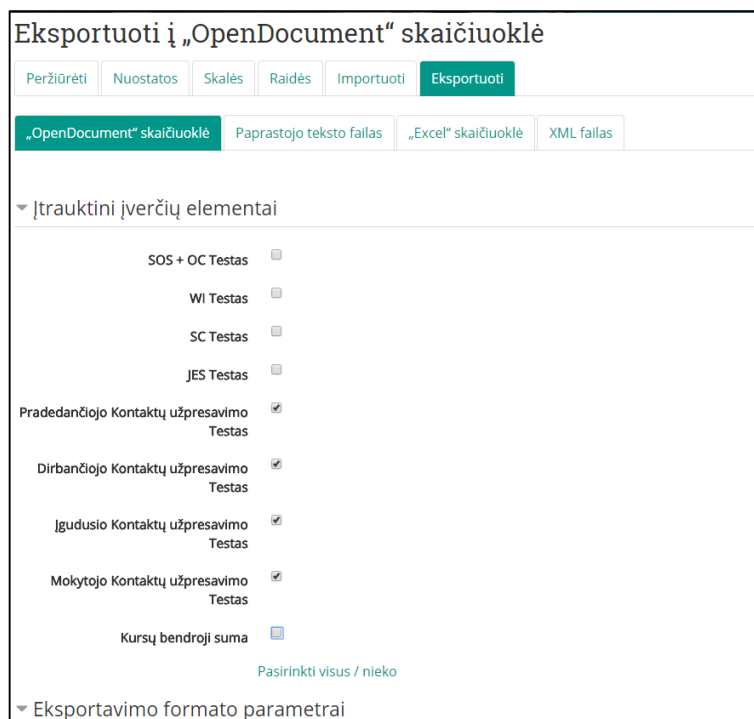 Eksportuoti į „OpenDocument“ skaičiuoklė
Peržiūrėti Nuostatos Skalės Raidės Importuoti Eksportuoti
„OpenDocument“ skaičiuoklė Paprastojo teksto failas „Excel“ skaičiuoklė XML failas
Įtrauktini įverčių elementai
SOS + OC Testas
WI Testas
SC Testas
JES Testas
Pradedančiojo Kontaktų užpresavimo
Testas
Dirbančiojo Kontaktų užpresavimo
Testas
Įgudusio Kontaktų užpresavimo
Testas
Mokytojo Kontaktų užpresavimo
Testas
Kursų bendroji suma
Pasirinkti visus / nieko
Eksportavimo formato parametrai